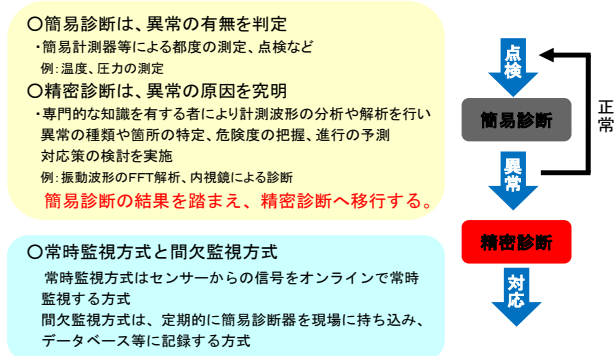 〇簡易診断は、異常の有無を判定
・簡易計測器等による都度の測定、点検など
例:温度、圧力の測定
〇精密診断は、異常の原因を究明
・専門的な知識を有する者により計測波形の分析や解析を行い
異常の種類や箇所の特定、危険度の把握、進行の予測
対応策の検討を実施
例:振動波形のFFT解析、内視鏡による診断
簡易診断の結果を踏まえ、精密診断へ移行する。
〇常時監視方式と間欠監視方式
常時監視方式はセンサーからの信号をオンラインで常時
監視する方式
間欠監視方式は、定期的に簡易診断器を現場に持ち込み、
データベース等に記録する方式
点検
簡易診断
正常
異常
精密診断
対応